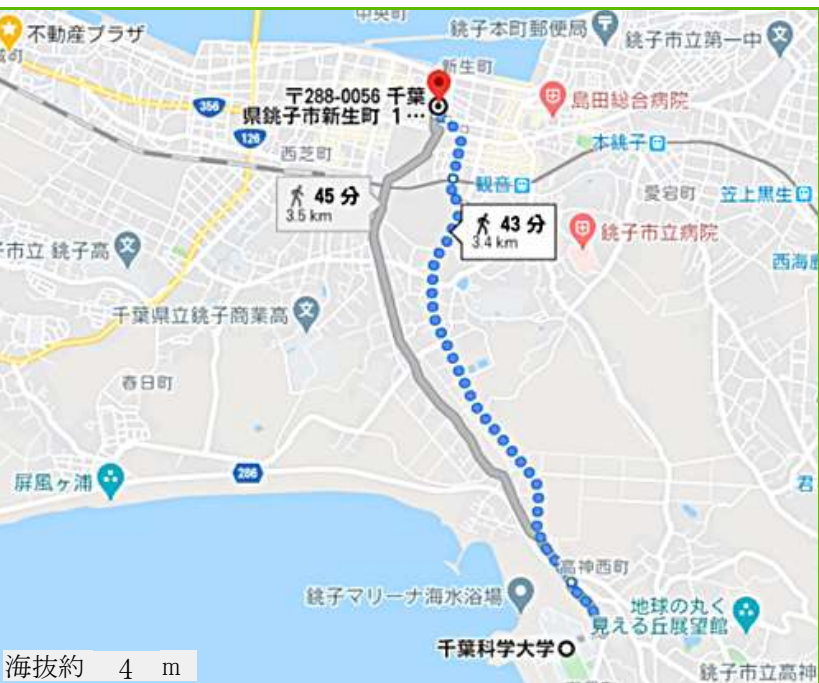 中央町
不動産プラザ
銚子本町郵便局
銚子市立第一中
新生町
〒288-0056 千葉
県銚子市新生町 1…
島田総合病院
356
126
西芝町
本銚子
観音
愛宕町
笠上黒生
45 分
3.5 km
43 分
3.4 km
銚子市立病院
市立 銚子高
西海鹿
千葉県立銚子商業高
春日町
屏風ヶ浦
286
君
高神西町
銚子マリーナ海水浴場
地球の丸く
見える丘展望館
千葉科学大学
海抜約 4 m
銚子市立高神